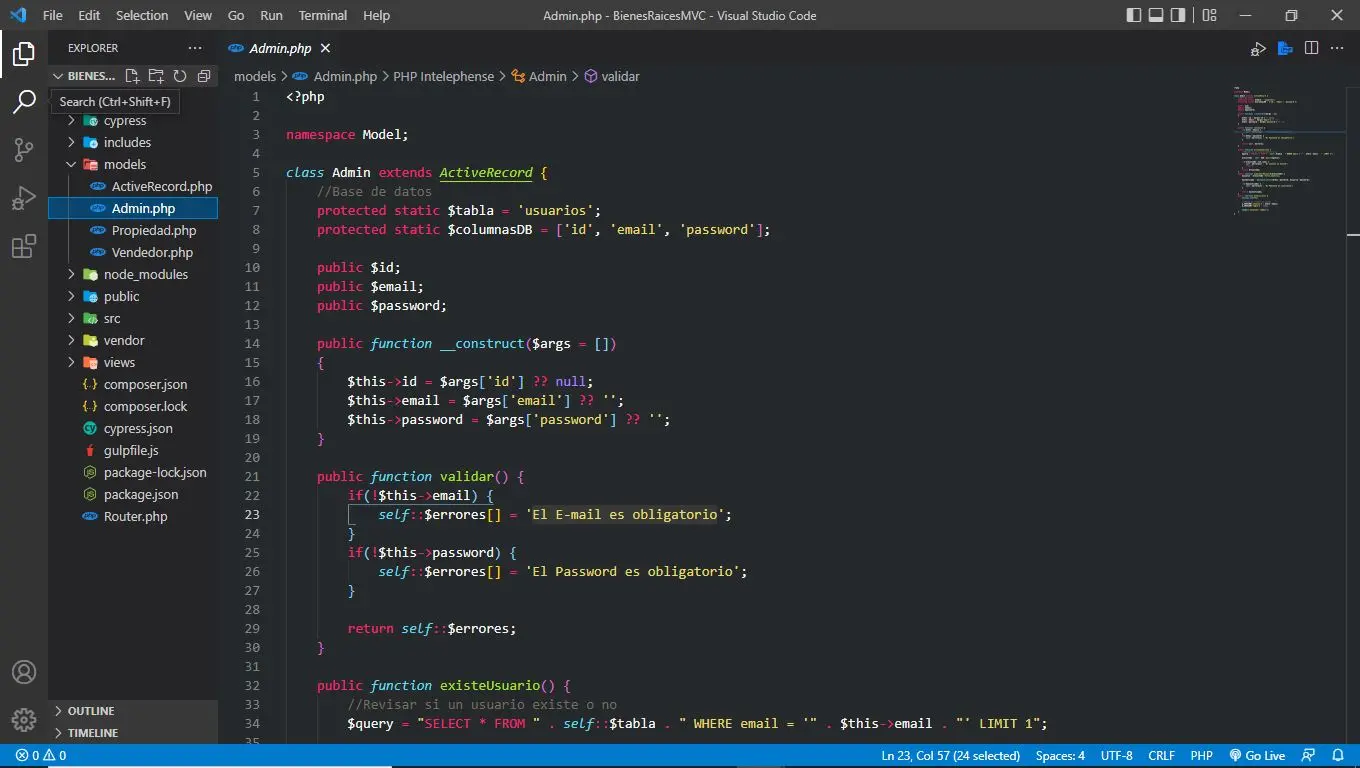 File Edit Selection View Go Run Terminal Help Admin.php - BienesRaicesMVC - Visual Studio Code
EXPLORER
BIENES...
Search (Ctrl+Shift+F)
cypress
includes
models
ActiveRecord.php
Admin.php
Propiedad.php
Vendedor.php
node_modules
public
src
vendor
views
composer.json
composer.lock
cypress.json
gulpfile.js
package-lock.json
package.json
Router.php
OUTLINE
TIMELINE
Admin.php
models > Admin.php > PHP Intelephense > Admin > validar
1 <?php
2
3 namespace Model;
4
5 class Admin extends ActiveRecord {
6 //Base de datos
7 protected static $tabla = 'usuarios';
8 protected static $columnasDB = ['id', 'email', 'password'];
9
10 public $id;
11 public $email;
12 public $password;
13
14 public function __construct($args = [])
15 {
16 $this->id = $args['id'] ?? null;
17 $this->email = $args['email'] ?? '';
18 $this->password = $args['password'] ?? '';
19 }
20
21 public function validar() {
22 if(!$this->email) {
23 self::$errores[] = 'El E-mail es obligatorio';
24 }
25 if(!$this->password) {
26 self::$errores[] = 'El Password es obligatorio';
27 }
28
29 return self::$errores;
30 }
31
32 public function existeUsuario() {
33 //Revisar si un usuario existe o no
34 $query = "SELECT * FROM " . self::$tabla . " WHERE email = '" . $this->email . "' LIMIT 1";
35
0 0 Ln 23, Col 57 (24 selected) Spaces: 4 UTF-8 CRLF PHP Go Live